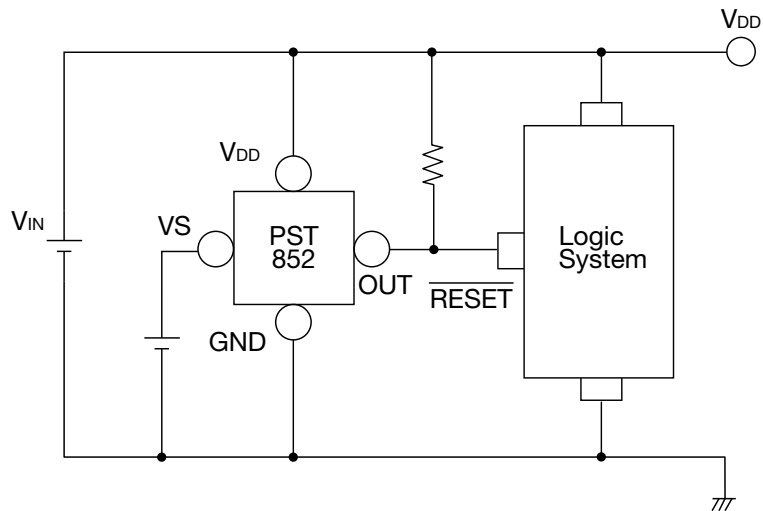 VDD
VDD
VIN
VS
PST
852
Logic
System
OUT
RESET
GND